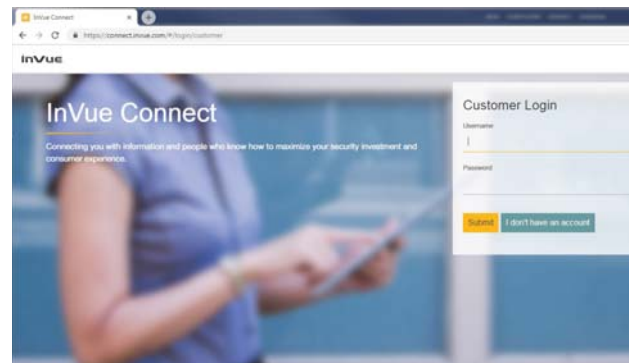 InVue Connect
https://connect.invue.com/#/login/customer
inVue
InVue Connect
Connecting you with information and people who know how to maximize your security investment and
consumer experience.
Customer Login
Username
Password
Submit
I don't have an account